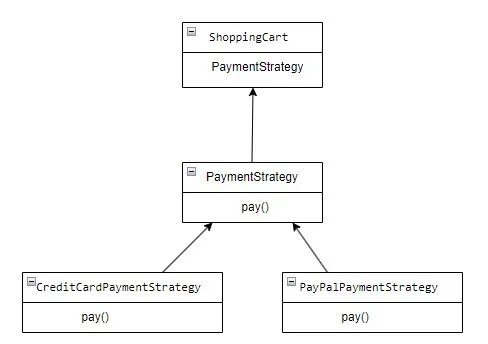 ShoppingCart
PaymentStrategy
PaymentStrategy
pay()
CreditCardPaymentStrategy
PayPalPaymentStrategy
pay()
pay()